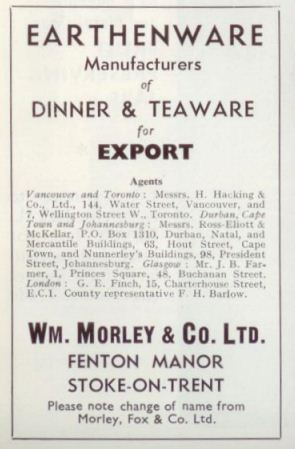 EARTHENWARE
Manufacturers
of
DINNER & TEAWARE
for
EXPORT
Agents
Vancouver and Toronto : Messrs. H. Hacking &
Co., Ltd., 144, Water Street, Vancouver, and
7, Wellington Street W., Toronto. Durban, Cape
Town and Johannesburg : Messrs. Ross-Eliott &
McKellar, P.O. Box 1310, Durban, Natal, and
Mercantile Buildings, 63, Hout Street, Cape
Town, and Nunnerley's Buildings, 98, President
Street, Johannesburg. Glasgow : Mr. J. B. Far-
mer, 1, Princes Square, 48, Buchanan Street.
London : G. E. Finch, 15, Charterhouse Street,
E.C.1. County representative F. H. Barlow.
WM. MORLEY & CO. LTD.
FENTON MANOR
STOKE-ON-TRENT
Please note change of name from
Morley, Fox & Co. Ltd.